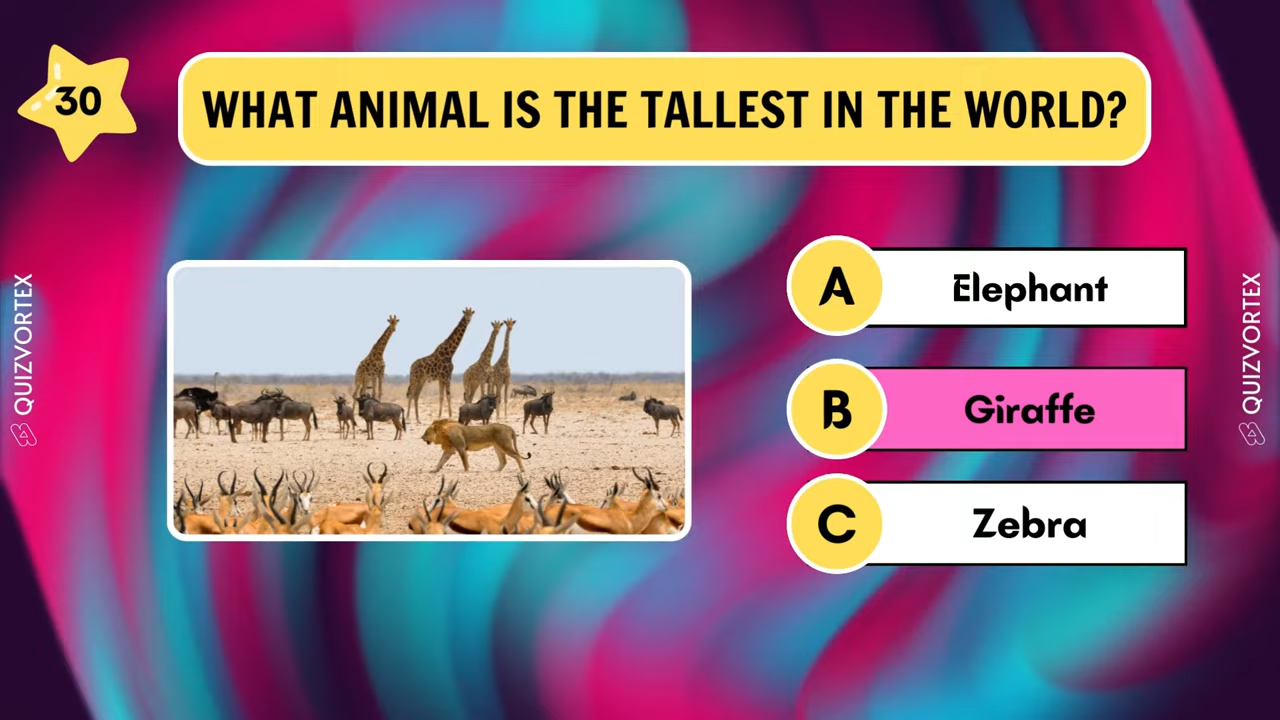 30
WHAT ANIMAL IS THE TALLEST IN THE WORLD?
QUIZVORTEX
A
Elephant
B
Giraffe
C
Zebra
QUIZVORTEX